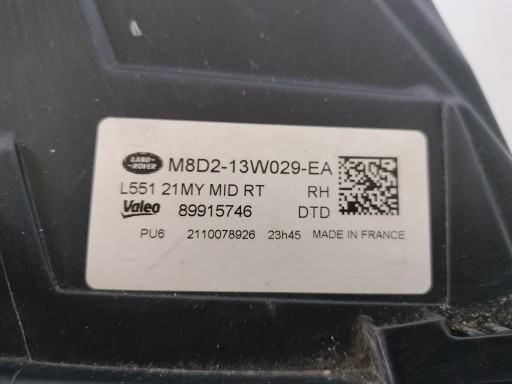 LAND-ROVER M8D2-13W029-EA
L551 21MY MID RT RH
Valeo 89915746 DTD
PU6 2110078926 23h45 MADE IN FRANCE